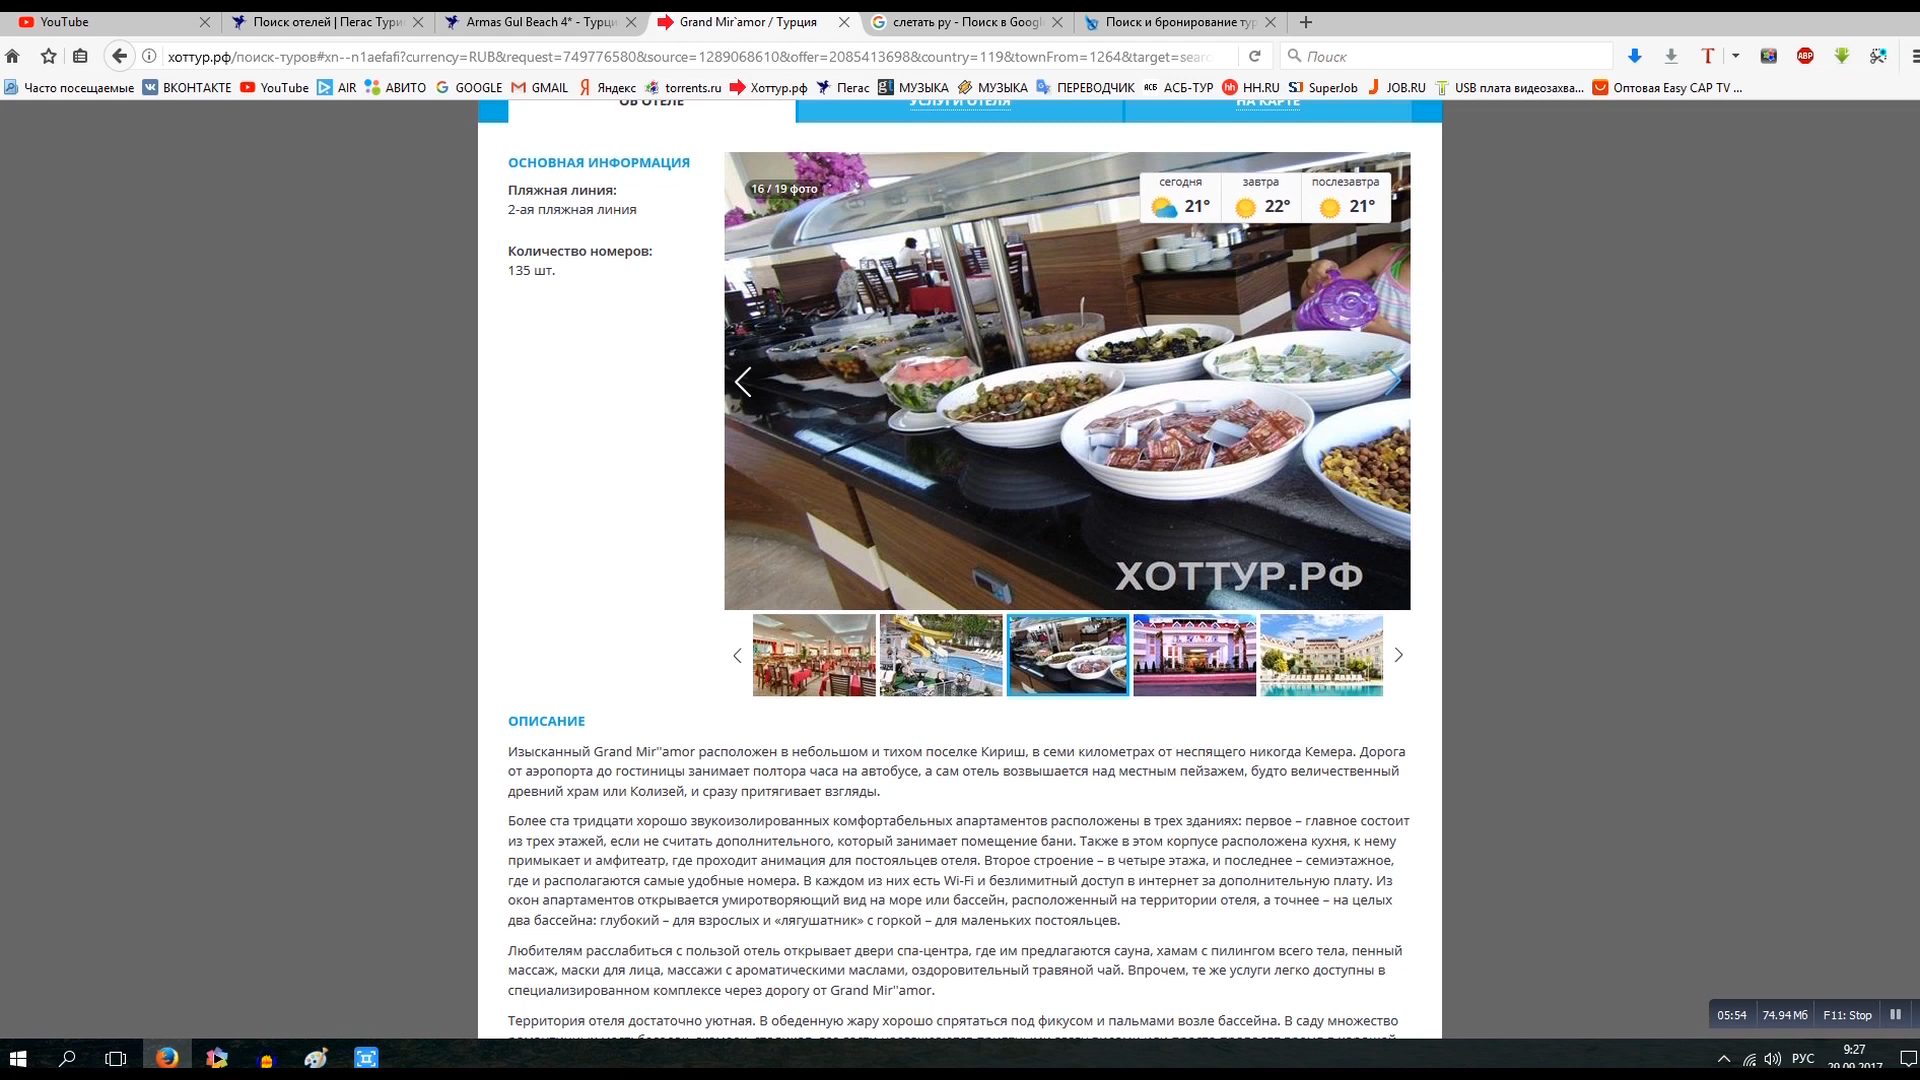 YouTube
Поиск отелей | Пегас Тури
Armas Gul Beach 4* - Турци
Grand Mir`amor / Турция
слетать ру - Поиск в Googl
Поиск и бронирование тур
хоттур.рф/поиск-туров#xn--n1aefafi?currency=RUB&request=749776580&source=1289068610&offer=2085413698&country=119&townFrom=1264&target=searc
Поиск
Часто посещаемые ВКОНТАКТЕ YouTube AIR АВИТО GOOGLE GMAIL Яндекс torrents.ru Хоттур.рф Пегас МУЗЫКА МУЗЫКА ПЕРЕВОДЧИК АСБ-ТУР HH.RU SuperJob JOB.RU USB плата видеозахва... Оптовая Easy CAP TV ...
ОБ ОТЕЛЕ УСЛУГИ ОТЕЛЯ НА КАРТЕ
ОСНОВНАЯ ИНФОРМАЦИЯ
Пляжная линия:
2-ая пляжная линия
Количество номеров:
135 шт.
16 / 19 фото
сегодня завтра послезавтра
21° 22° 21°
ХОТТУР.РФ
ОПИСАНИЕ
Изысканный Grand Mir''amor расположен в небольшом и тихом поселке Кириш, в семи километрах от неспящего никогда Кемера. Дорога
от аэропорта до гостиницы занимает полтора часа на автобусе, а сам отель возвышается над местным пейзажем, будто величественный
древний храм или Колизей, и сразу притягивает взгляды.
Более ста тридцати хорошо звукоизолированных комфортабельных апартаментов расположены в трех зданиях: первое – главное состоит
из трех этажей, если не считать дополнительного, который занимает помещение бани. Также в этом корпусе расположена кухня, к нему
примыкает и амфитеатр, где проходит анимация для постояльцев отеля. Второе строение – в четыре этажа, и последнее – семиэтажное,
где и располагаются самые удобные номера. В каждом из них есть Wi-Fi и безлимитный доступ в интернет за дополнительную плату. Из
окон апартаментов открывается умиротворяющий вид на море или бассейн, расположенный на территории отеля, а точнее – на целых
два бассейна: глубокий – для взрослых и «лягушатник» с горкой – для маленьких постояльцев.
Любителям расслабиться с пользой отель открывает двери спа-центра, где им предлагаются сауна, хамам с пилингом всего тела, пенный
массаж, маски для лица, массажи с ароматическими маслами, оздоровительный травяной чай. Впрочем, те же услуги легко доступны в
специализированном комплексе через дорогу от Grand Mir''amor.
Территория отеля достаточно уютная. В обеденную жару хорошо спрятаться под фикусом и пальмами возле бассейна. В саду множество
05:54 74.94 Мб F11: Stop
РУС
9:27
29.09.2017